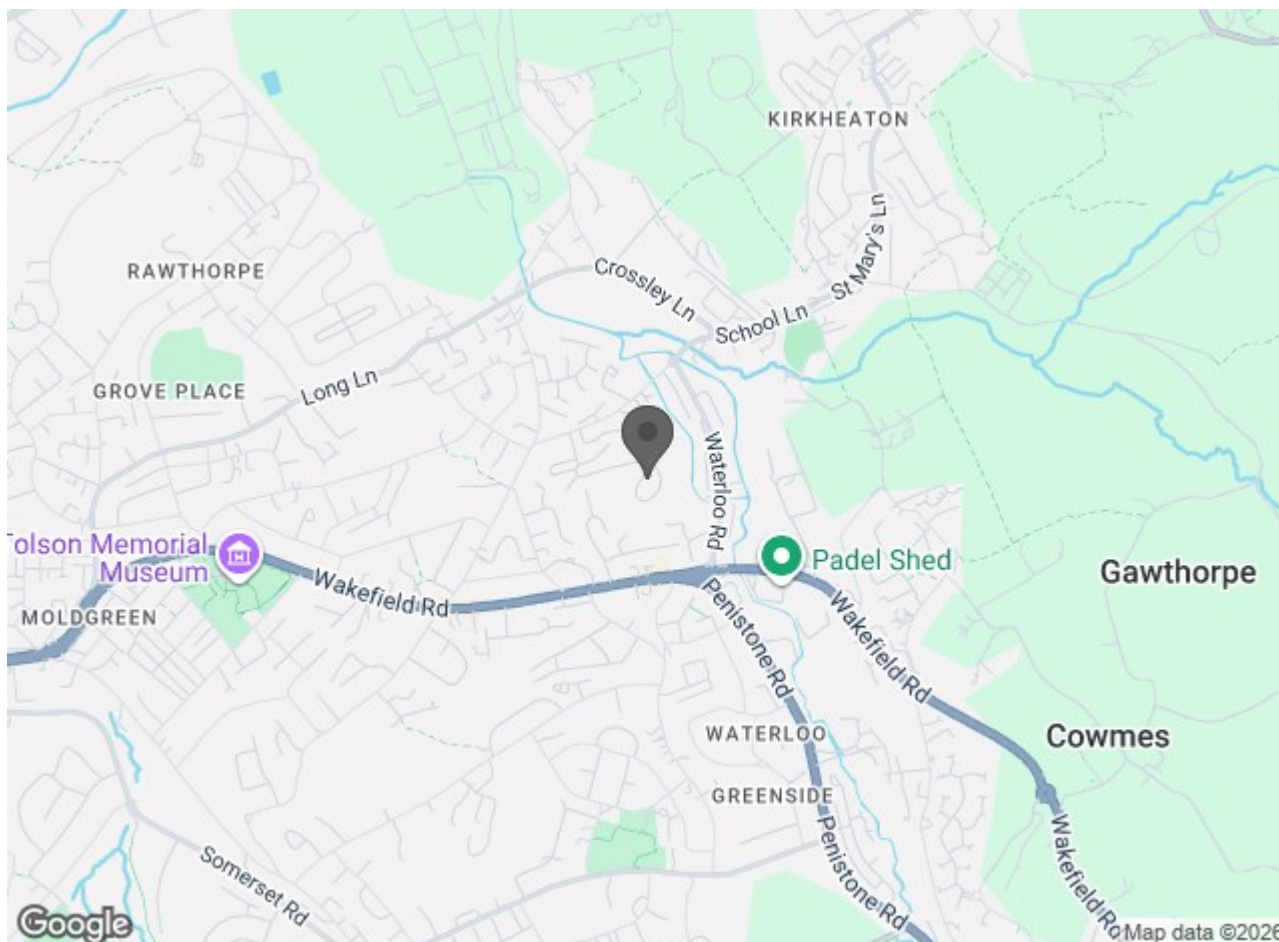 KIRKHEATON
RAWTHORPE
Crossley Ln
St Mary's Ln
School Ln
GROVE PLACE
Long Ln
Waterloo Rd
Tolson Memorial
Museum
Padel Shed
Gawthorpe
Wakefield Rd
MOLDGREEN
Penistone Rd
Wakefield Rd
WATERLOO
Cowmes
GREENSIDE
Somerset Rd
Penistone Rd
Wakefield Rd
Google
Map data ©2026